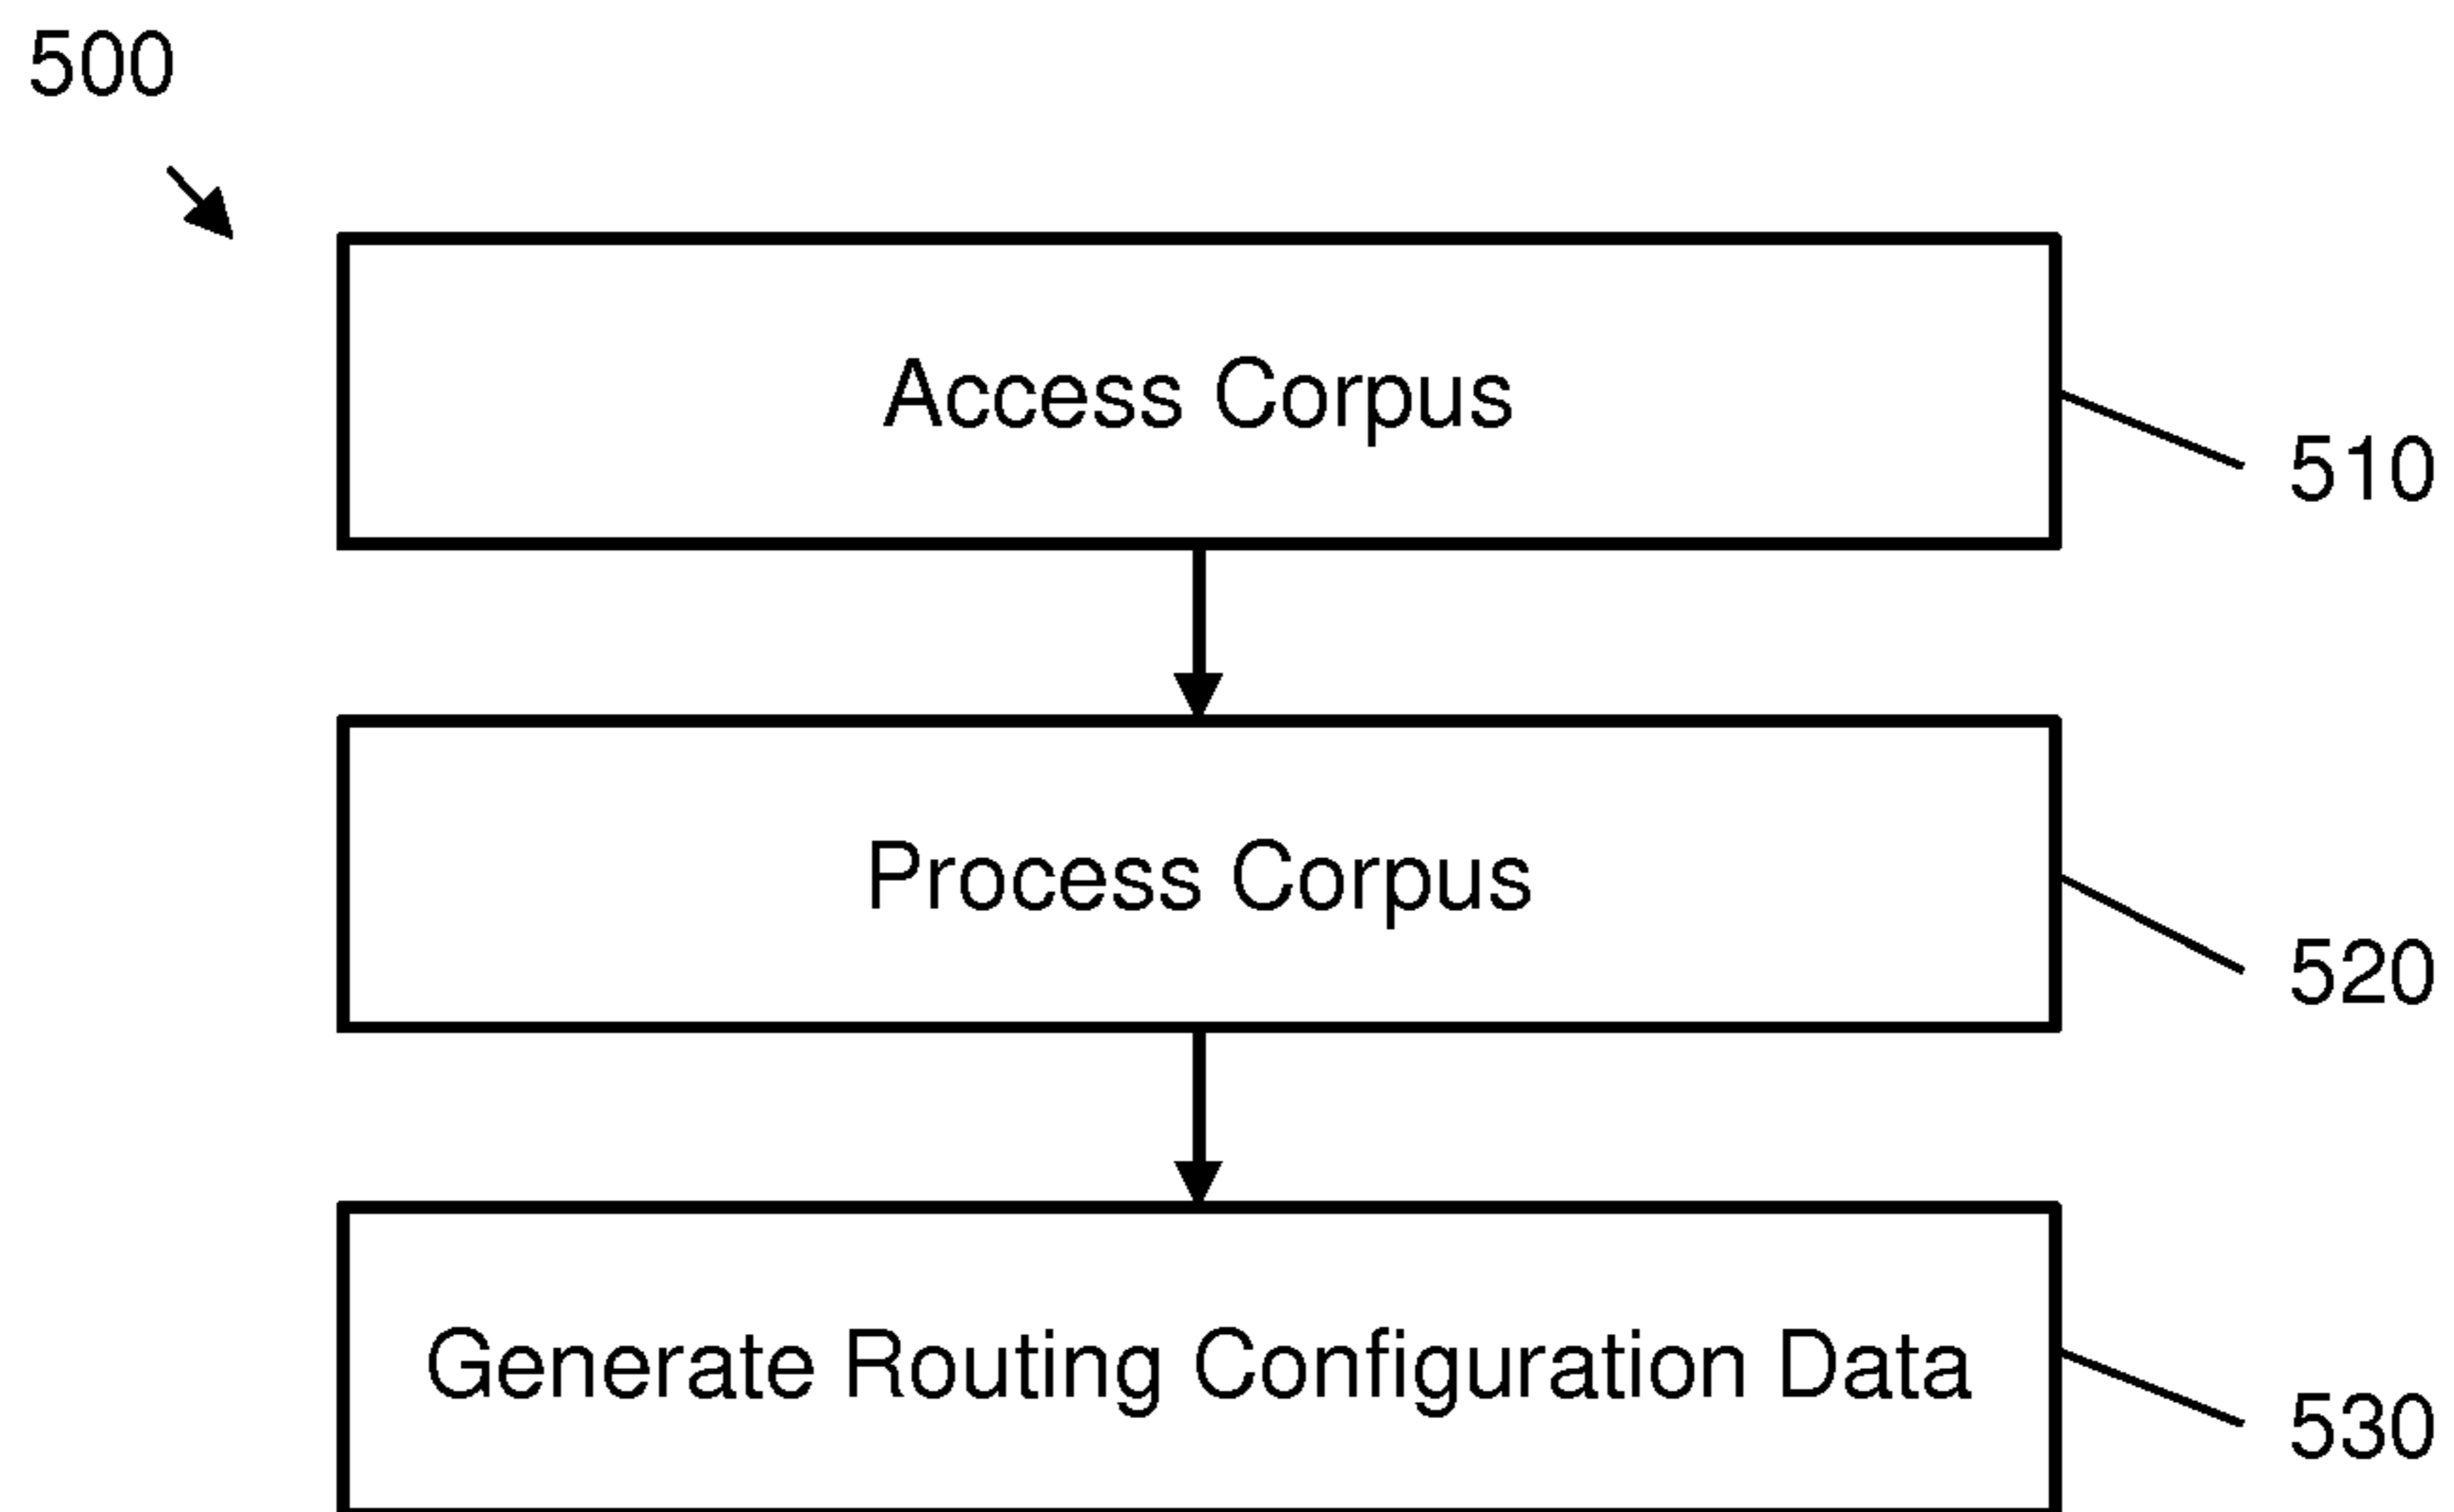 500
Access Corpus
510
Process Corpus
520
Generate Routing Configuration Data
530